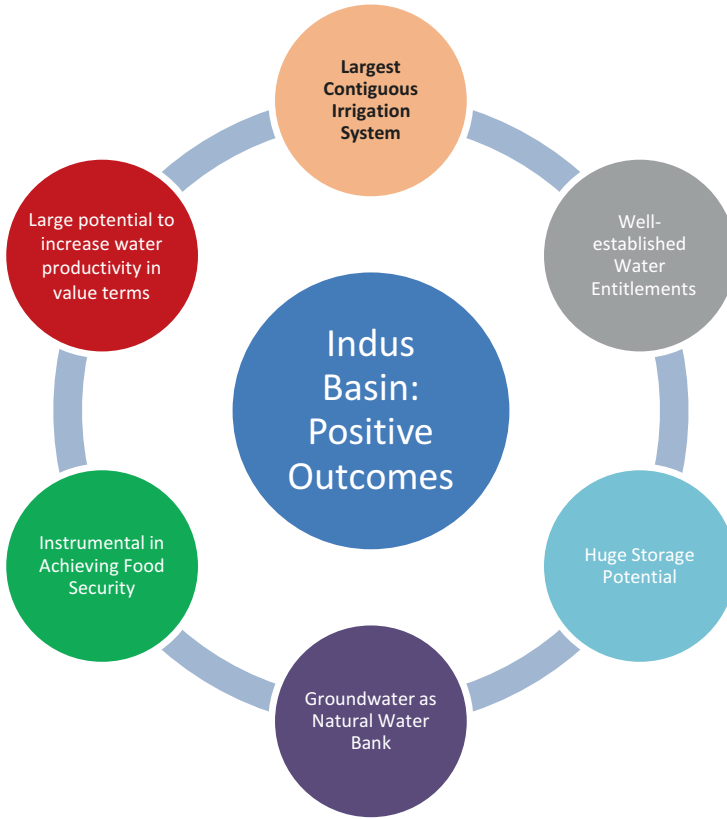 Largest
Contiguous
Irrigation
System
Well-
established
Water
Entitlements
Huge Storage
Potential
Groundwater as
Natural Water
Bank
Instrumental in
Achieving Food
Security
Large potential to
increase water
productivity in
value terms
Indus
Basin:
Positive
Outcomes